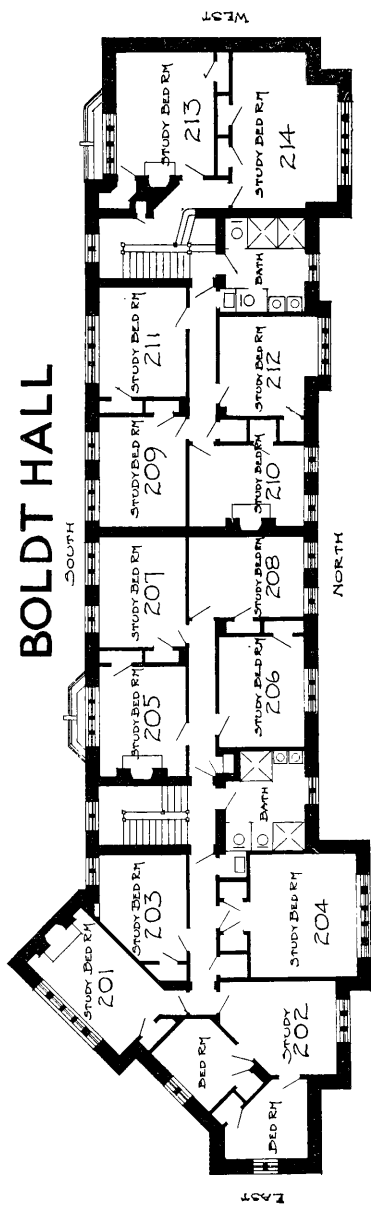 WEST
STUDY BED RM
213
STUDY BED RM
214
BATH
STUDY BED RM
211
STUDY BED RM
212
BOLDT HALL
SOUTH
STUDY BED RM
209
STUDY BED RM
210
STUDY BED RM
207
STUDY BED RM
208
NORTH
STUDY BED RM
205
STUDY BED RM
206
BATH
STUDY BED RM
203
STUDY BED RM
204
STUDY BED RM
201
STUDY
202
BED RM
BED RM
EAST